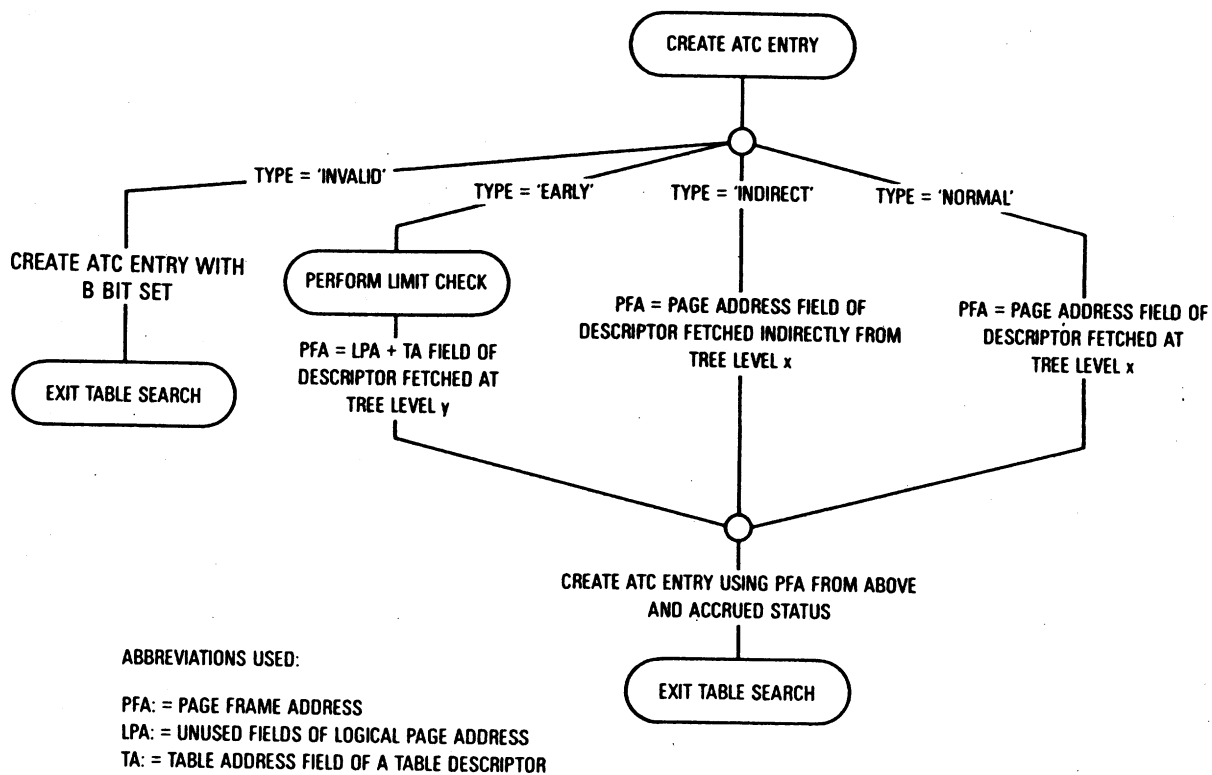 CREATE ATC ENTRY
TYPE = 'INVALID'
TYPE = 'EARLY'
TYPE = 'INDIRECT'
TYPE = 'NORMAL'
CREATE ATC ENTRY WITH
B BIT SET
EXIT TABLE SEARCH
PERFORM LIMIT CHECK
PFA = LPA + TA FIELD OF
DESCRIPTOR FETCHED AT
TREE LEVEL y
PFA = PAGE ADDRESS FIELD OF
DESCRIPTOR FETCHED INDIRECTLY FROM
TREE LEVEL x
PFA = PAGE ADDRESS FIELD OF
DESCRIPTOR FETCHED AT
TREE LEVEL x
CREATE ATC ENTRY USING PFA FROM ABOVE
AND ACCRUED STATUS
EXIT TABLE SEARCH
ABBREVIATIONS USED:
PFA: = PAGE FRAME ADDRESS
LPA: = UNUSED FIELDS OF LOGICAL PAGE ADDRESS
TA: = TABLE ADDRESS FIELD OF A TABLE DESCRIPTOR